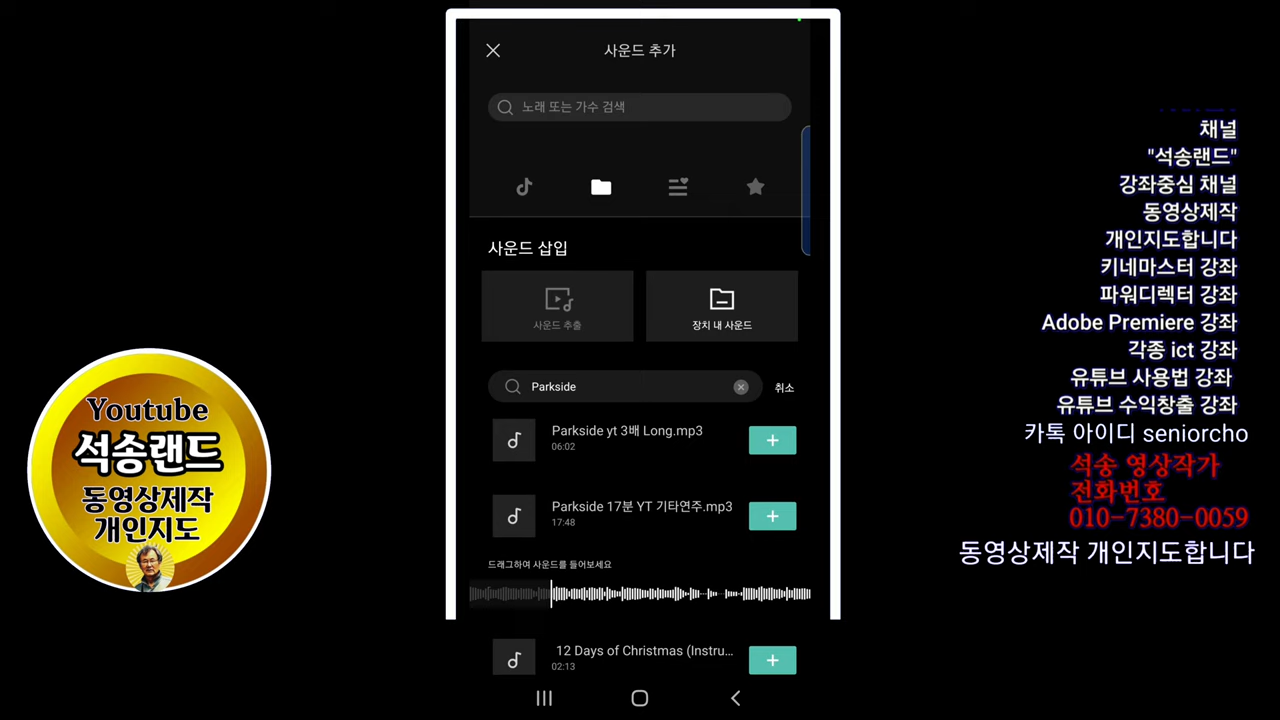 사운드 추가
노래 또는 가수 검색
사운드 삽입
사운드 추출
장치 내 사운드
Parkside
취소
Parkside yt 3배 Long.mp3
06:02
Parkside 17분 YT 기타연주.mp3
17:48
드래그하여 사운드를 들어보세요
12 Days of Christmas (Instru...
02:13
Youtube
석송랜드
동영상제작
개인지도
채널
"석송랜드"
강좌중심 채널
동영상제작
개인지도합니다
키네마스터 강좌
파워디렉터 강좌
Adobe Premiere 강좌
각종 ict 강좌
유튜브 사용법 강좌
유튜브 수익창출 강좌
카톡 아이디 seniorcho
석송 영상작가
전화번호
010-7380-0059
동영상제작 개인지도합니다